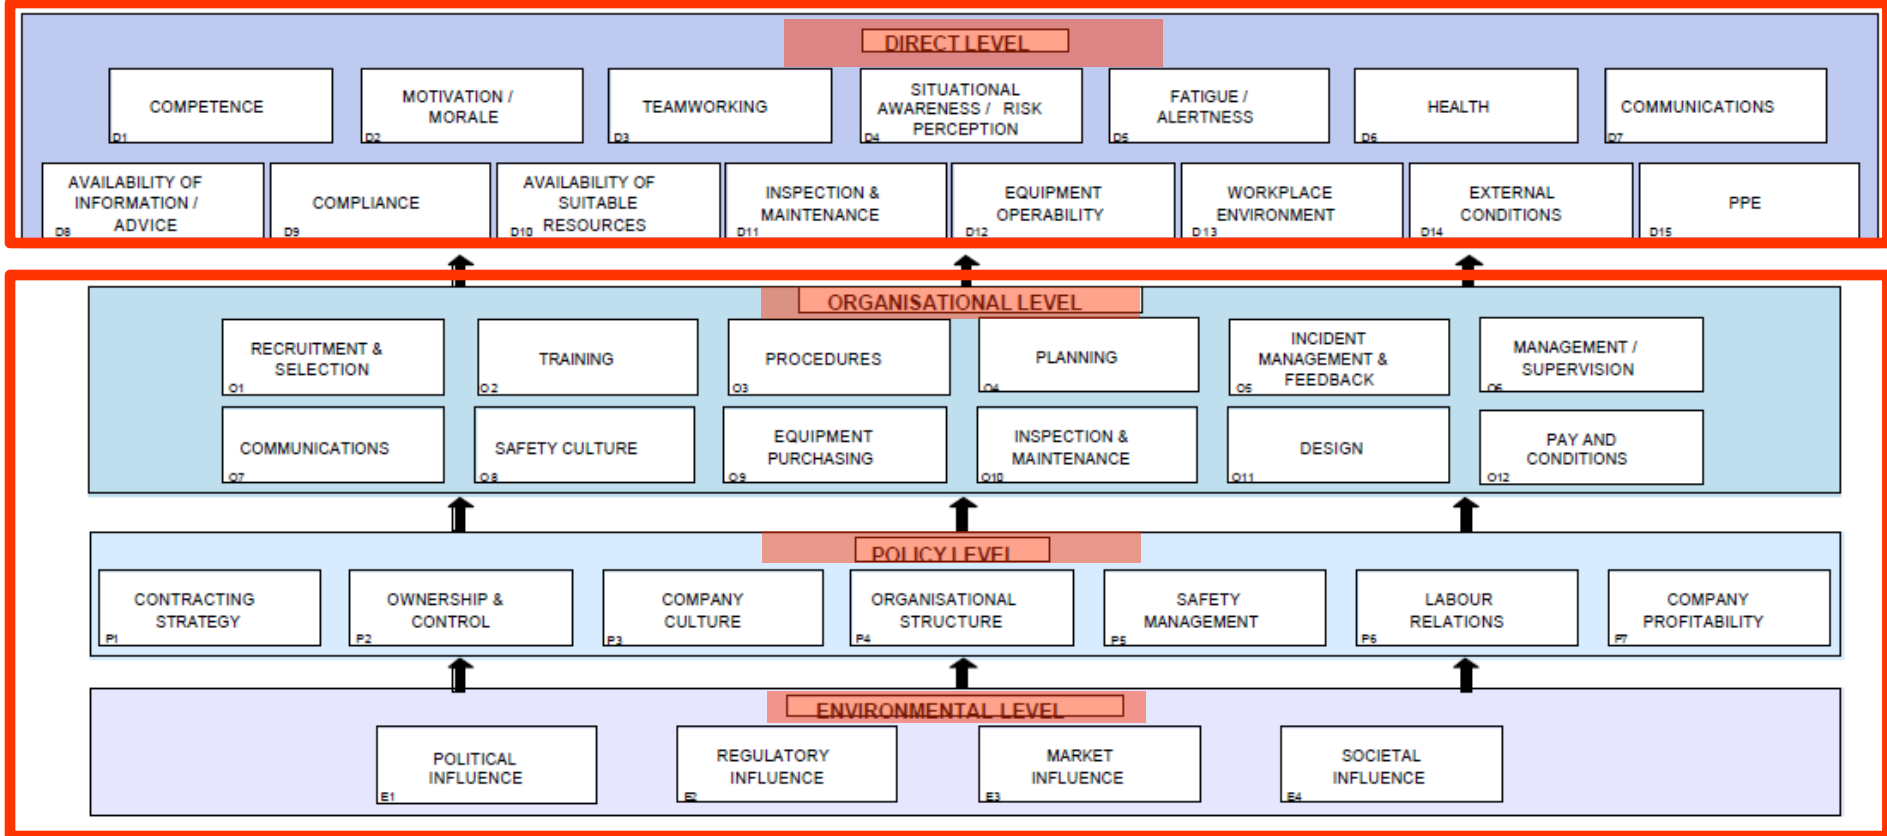 DIRECT LEVEL
COMPETENCE
D1
MOTIVATION /
MORALE
D2
TEAMWORKING
D3
SITUATIONAL
AWARENESS / RISK
PERCEPTION
D4
FATIGUE /
ALERTNESS
D5
HEALTH
D6
COMMUNICATIONS
D7
AVAILABILITY OF
INFORMATION /
ADVICE
D8
COMPLIANCE
D9
AVAILABILITY OF
SUITABLE
RESOURCES
D10
INSPECTION &
MAINTENANCE
D11
EQUIPMENT
OPERABILITY
D12
WORKPLACE
ENVIRONMENT
D13
EXTERNAL
CONDITIONS
D14
PPE
D15
ORGANISATIONAL LEVEL
RECRUITMENT &
SELECTION
O1
TRAINING
O2
PROCEDURES
O3
PLANNING
O4
INCIDENT
MANAGEMENT &
FEEDBACK
O5
MANAGEMENT /
SUPERVISION
O6
COMMUNICATIONS
O7
SAFETY CULTURE
O8
EQUIPMENT
PURCHASING
O9
INSPECTION &
MAINTENANCE
O10
DESIGN
O11
PAY AND
CONDITIONS
O12
POLICY LEVEL
CONTRACTING
STRATEGY
P1
OWNERSHIP &
CONTROL
P2
COMPANY
CULTURE
P3
ORGANISATIONAL
STRUCTURE
P4
SAFETY
MANAGEMENT
P5
LABOUR
RELATIONS
P6
COMPANY
PROFITABILITY
P7
ENVIRONMENTAL LEVEL
POLITICAL
INFLUENCE
E1
REGULATORY
INFLUENCE
E2
MARKET
INFLUENCE
E3
SOCIETAL
INFLUENCE
E4